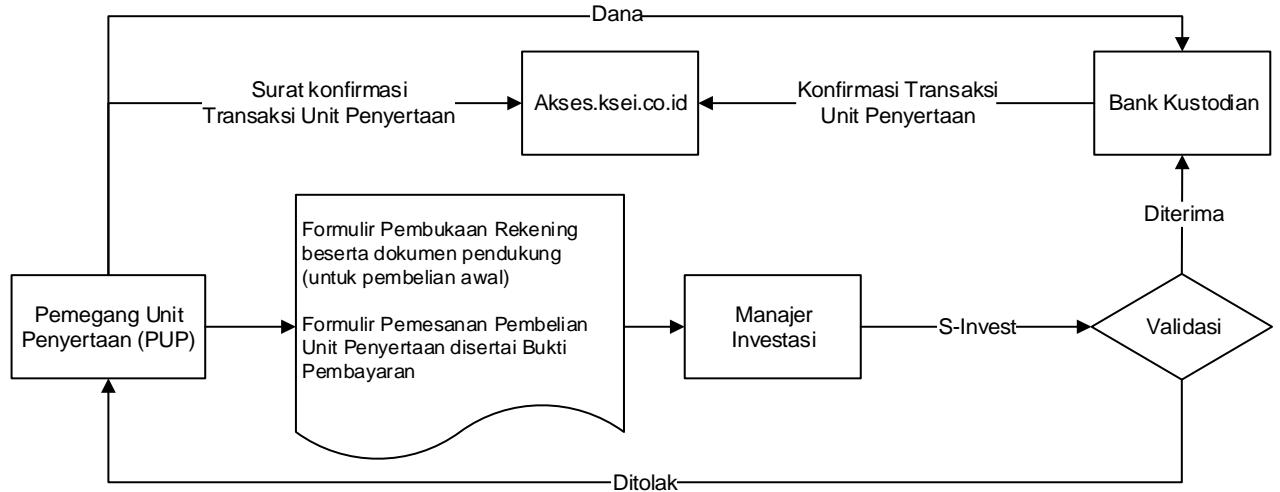 Dana
Surat konfirmasi
Transaksi Unit Penyertaan
Akses.ksei.co.id
Konfirmasi Transaksi
Unit Penyertaan
Bank Kustodian
Diterima
Pemegang Unit
Penyertaan (PUP)
Formulir Pembukaan Rekening
beserta dokumen pendukung
(untuk pembelian awal)
Formulir Pemesanan Pembelian
Unit Penyertaan disertai Bukti
Pembayaran
Manajer
Investasi
S-Invest
Validasi
Ditolak